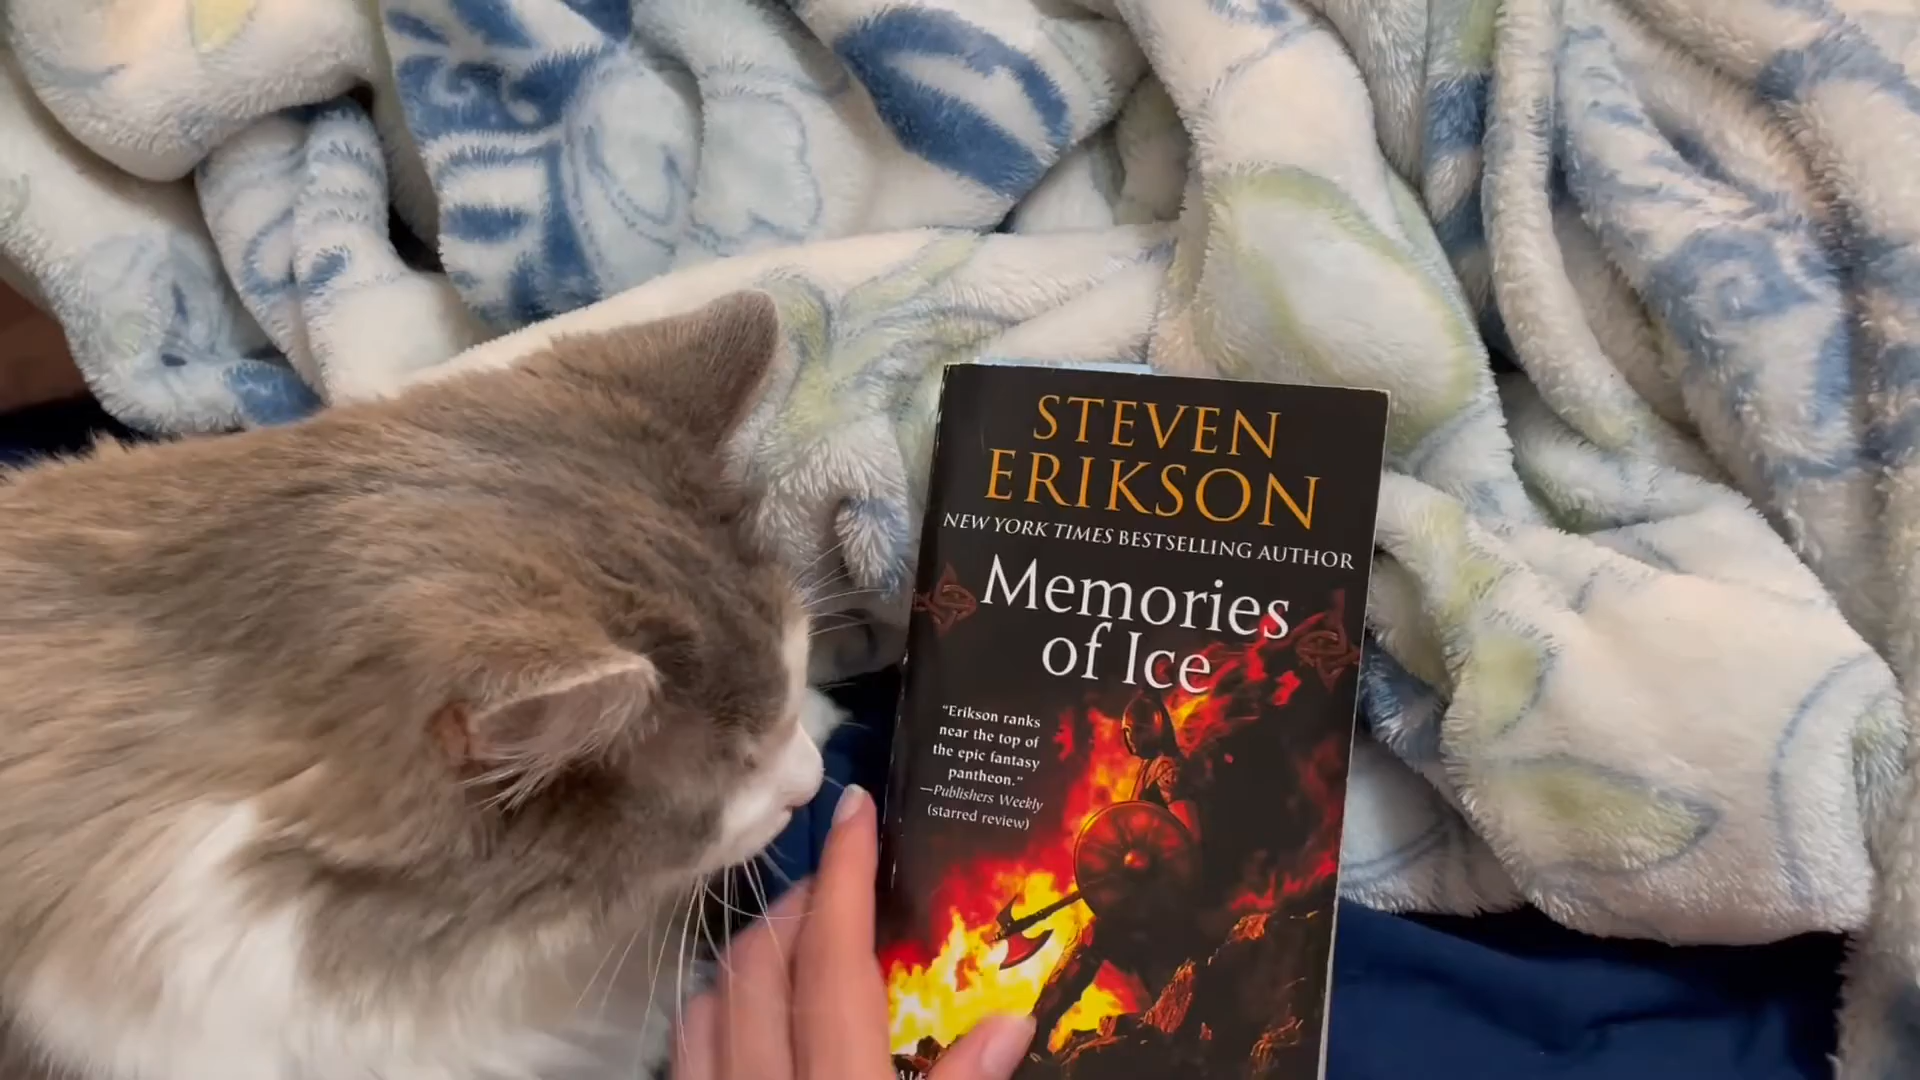 STEVEN
ERIKSON
NEW YORK TIMES BESTSELLING AUTHOR
Memories
of Ice
“Erikson ranks
near the top of
the epic fantasy
pantheon.”
—Publishers Weekly
(starred review)